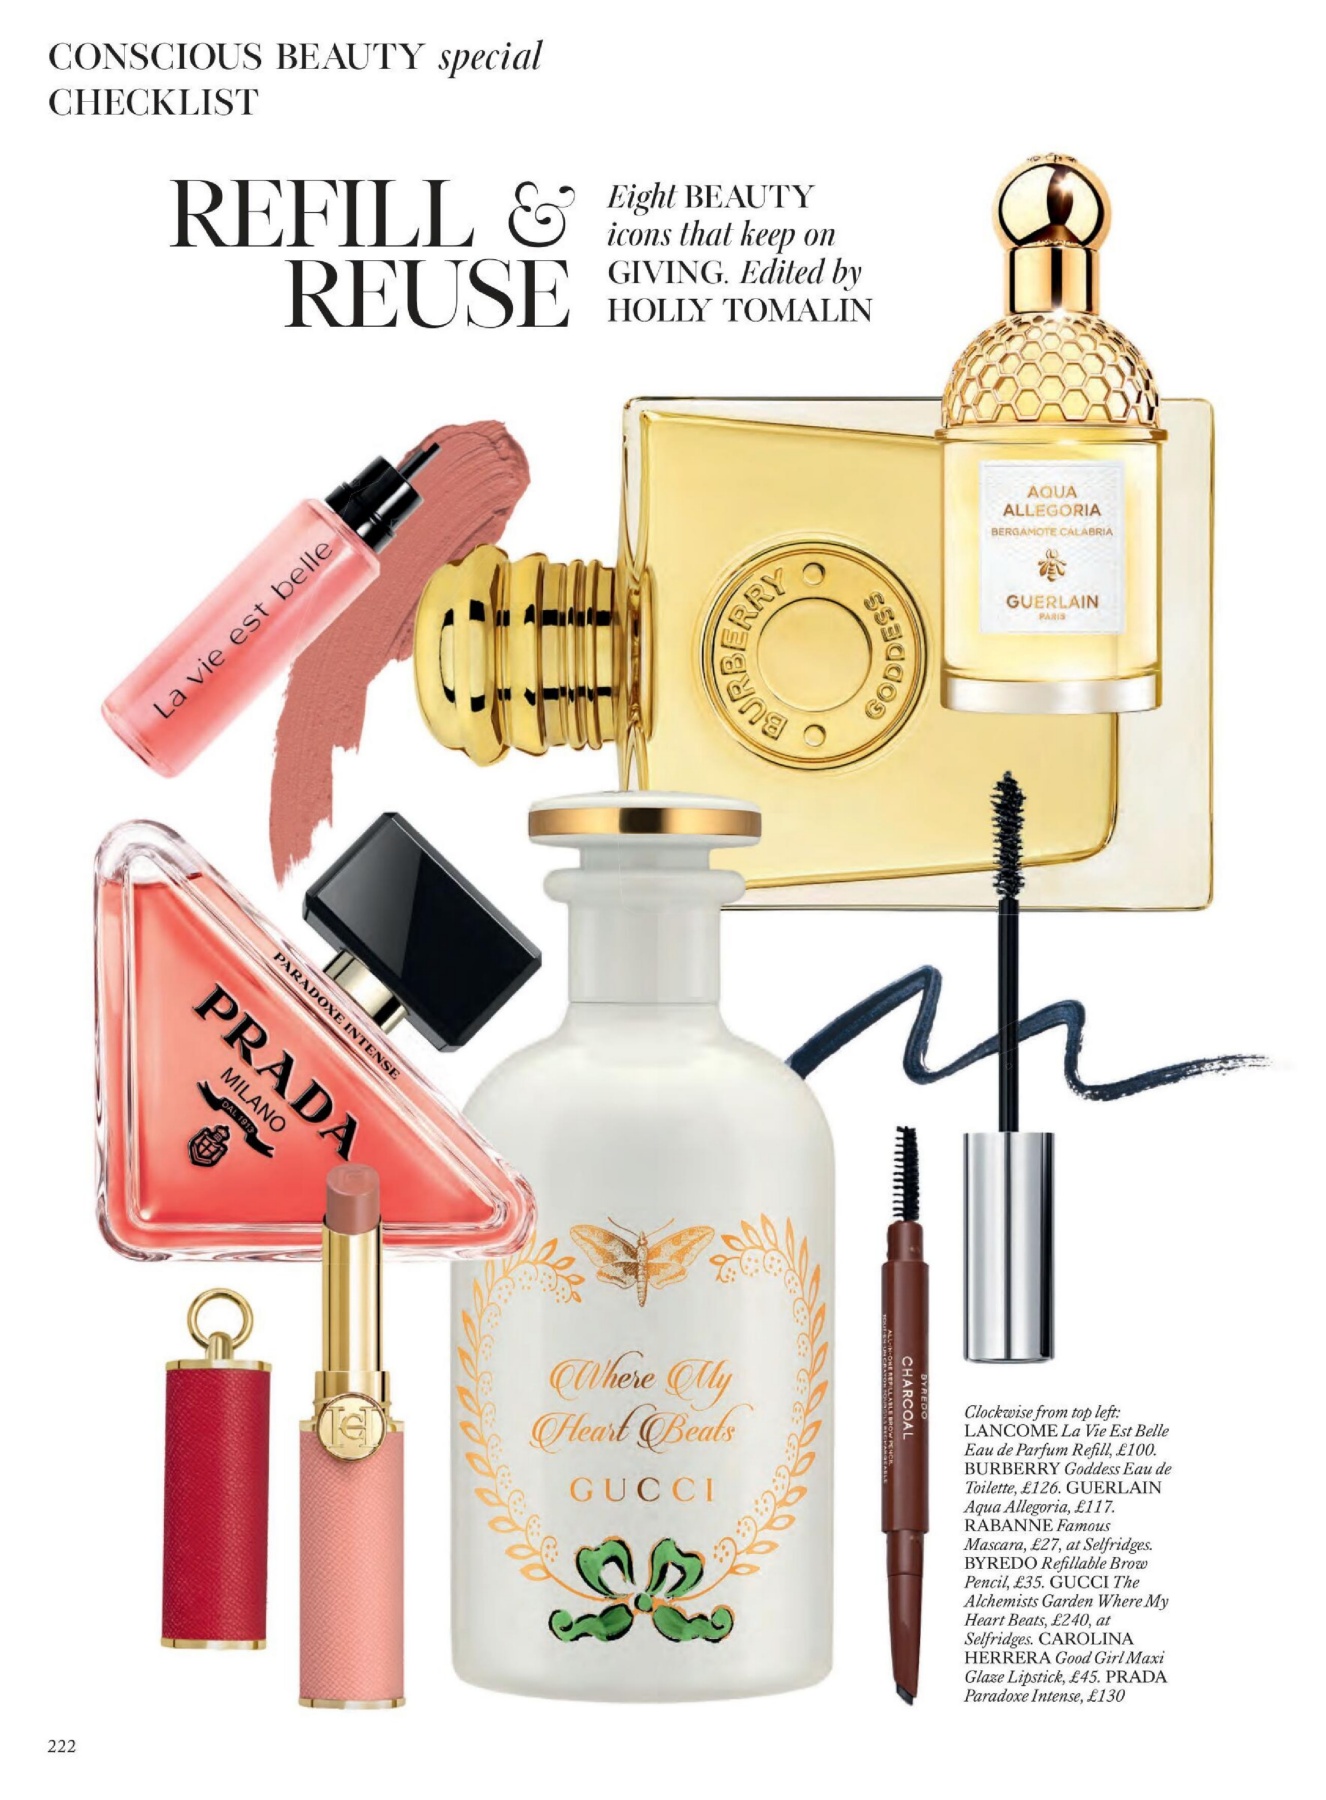 CONSCIOUS BEAUTY special
CHECKLIST
REFILL &
REUSE
Eight BEAUTY
icons that keep on
GIVING. Edited by
HOLLY TOMALIN
AQUA
ALLEGORIA
BERGAMOTE CALABRIA
GUERLAIN
PARIS
La vie est belle
BURBERRY
GODDESS
PARADOXE INTENSE
PRADA
MILANO
DAL 1913
CH
Where My
Heart Beats
GUCCI
BYREDO
CHARCOAL
Clockwise from top left:
LANCOME La Vie Est Belle
Eau de Parfum Refill, £100.
BURBERRY Goddess Eau de
Toilette, £126. GUERLAIN
Aqua Allegoria, £117.
RABANNE Famous
Mascara, £27, at Selfridges.
BYREDO Refillable Brow
Pencil, £35. GUCCI The
Alchemists Garden Where My
Heart Beats, £240, at
Selfridges. CAROLINA
HERRERA Good Girl Maxi
Glaze Lipstick, £45. PRADA
Paradoxe Intense, £130
222